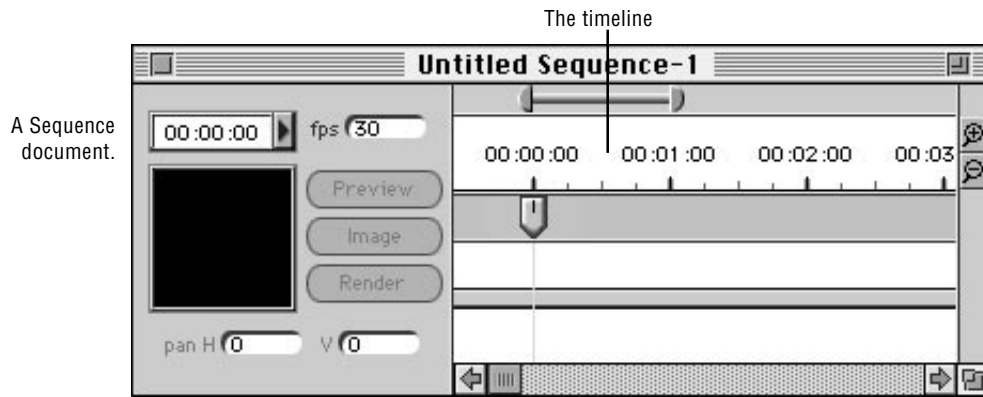 The timeline
Untitled Sequence-1
A Sequence
document.
00:00:00
fps 30
00:00:00 00:01:00 00:02:00 00:03
Preview
Image
Render
pan H 0 V 0